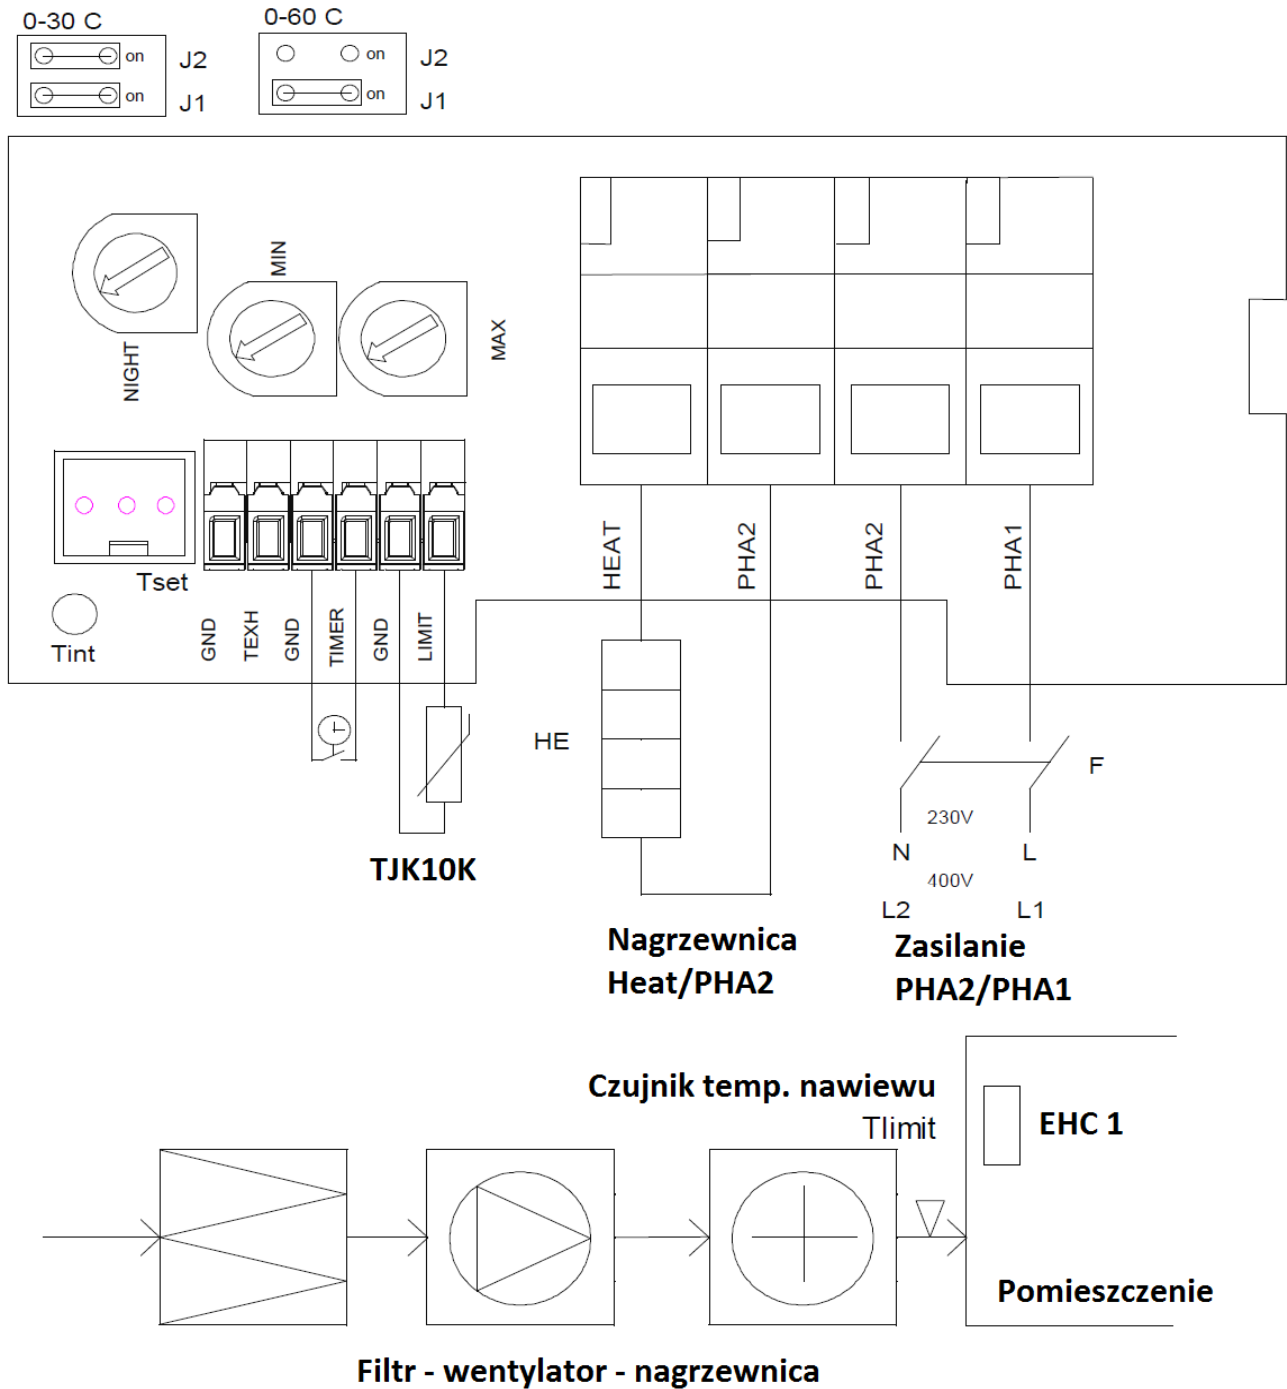 0-30 C
0-60 C
on
J2
on
J1
on
J2
on
J1
NIGHT
MIN
MAX
Tset
Tint
GND
TEXH
GND
TIMER
GND
LIMIT
HEAT
PHA2
PHA2
PHA1
HE
F
230V
N
L
400V
L2
L1
TJK10K
Nagrzewnica
Heat/PHA2
Zasilanie
PHA2/PHA1
Czujnik temp. nawiewu
Tlimit
EHC 1
Pomieszczenie
Filtr - wentylator - nagrzewnica